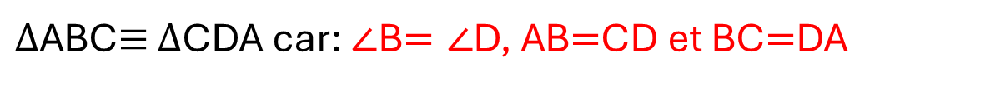 ΔABC≡ ΔCDA car: ∠B= ∠D, AB=CD et BC=DA